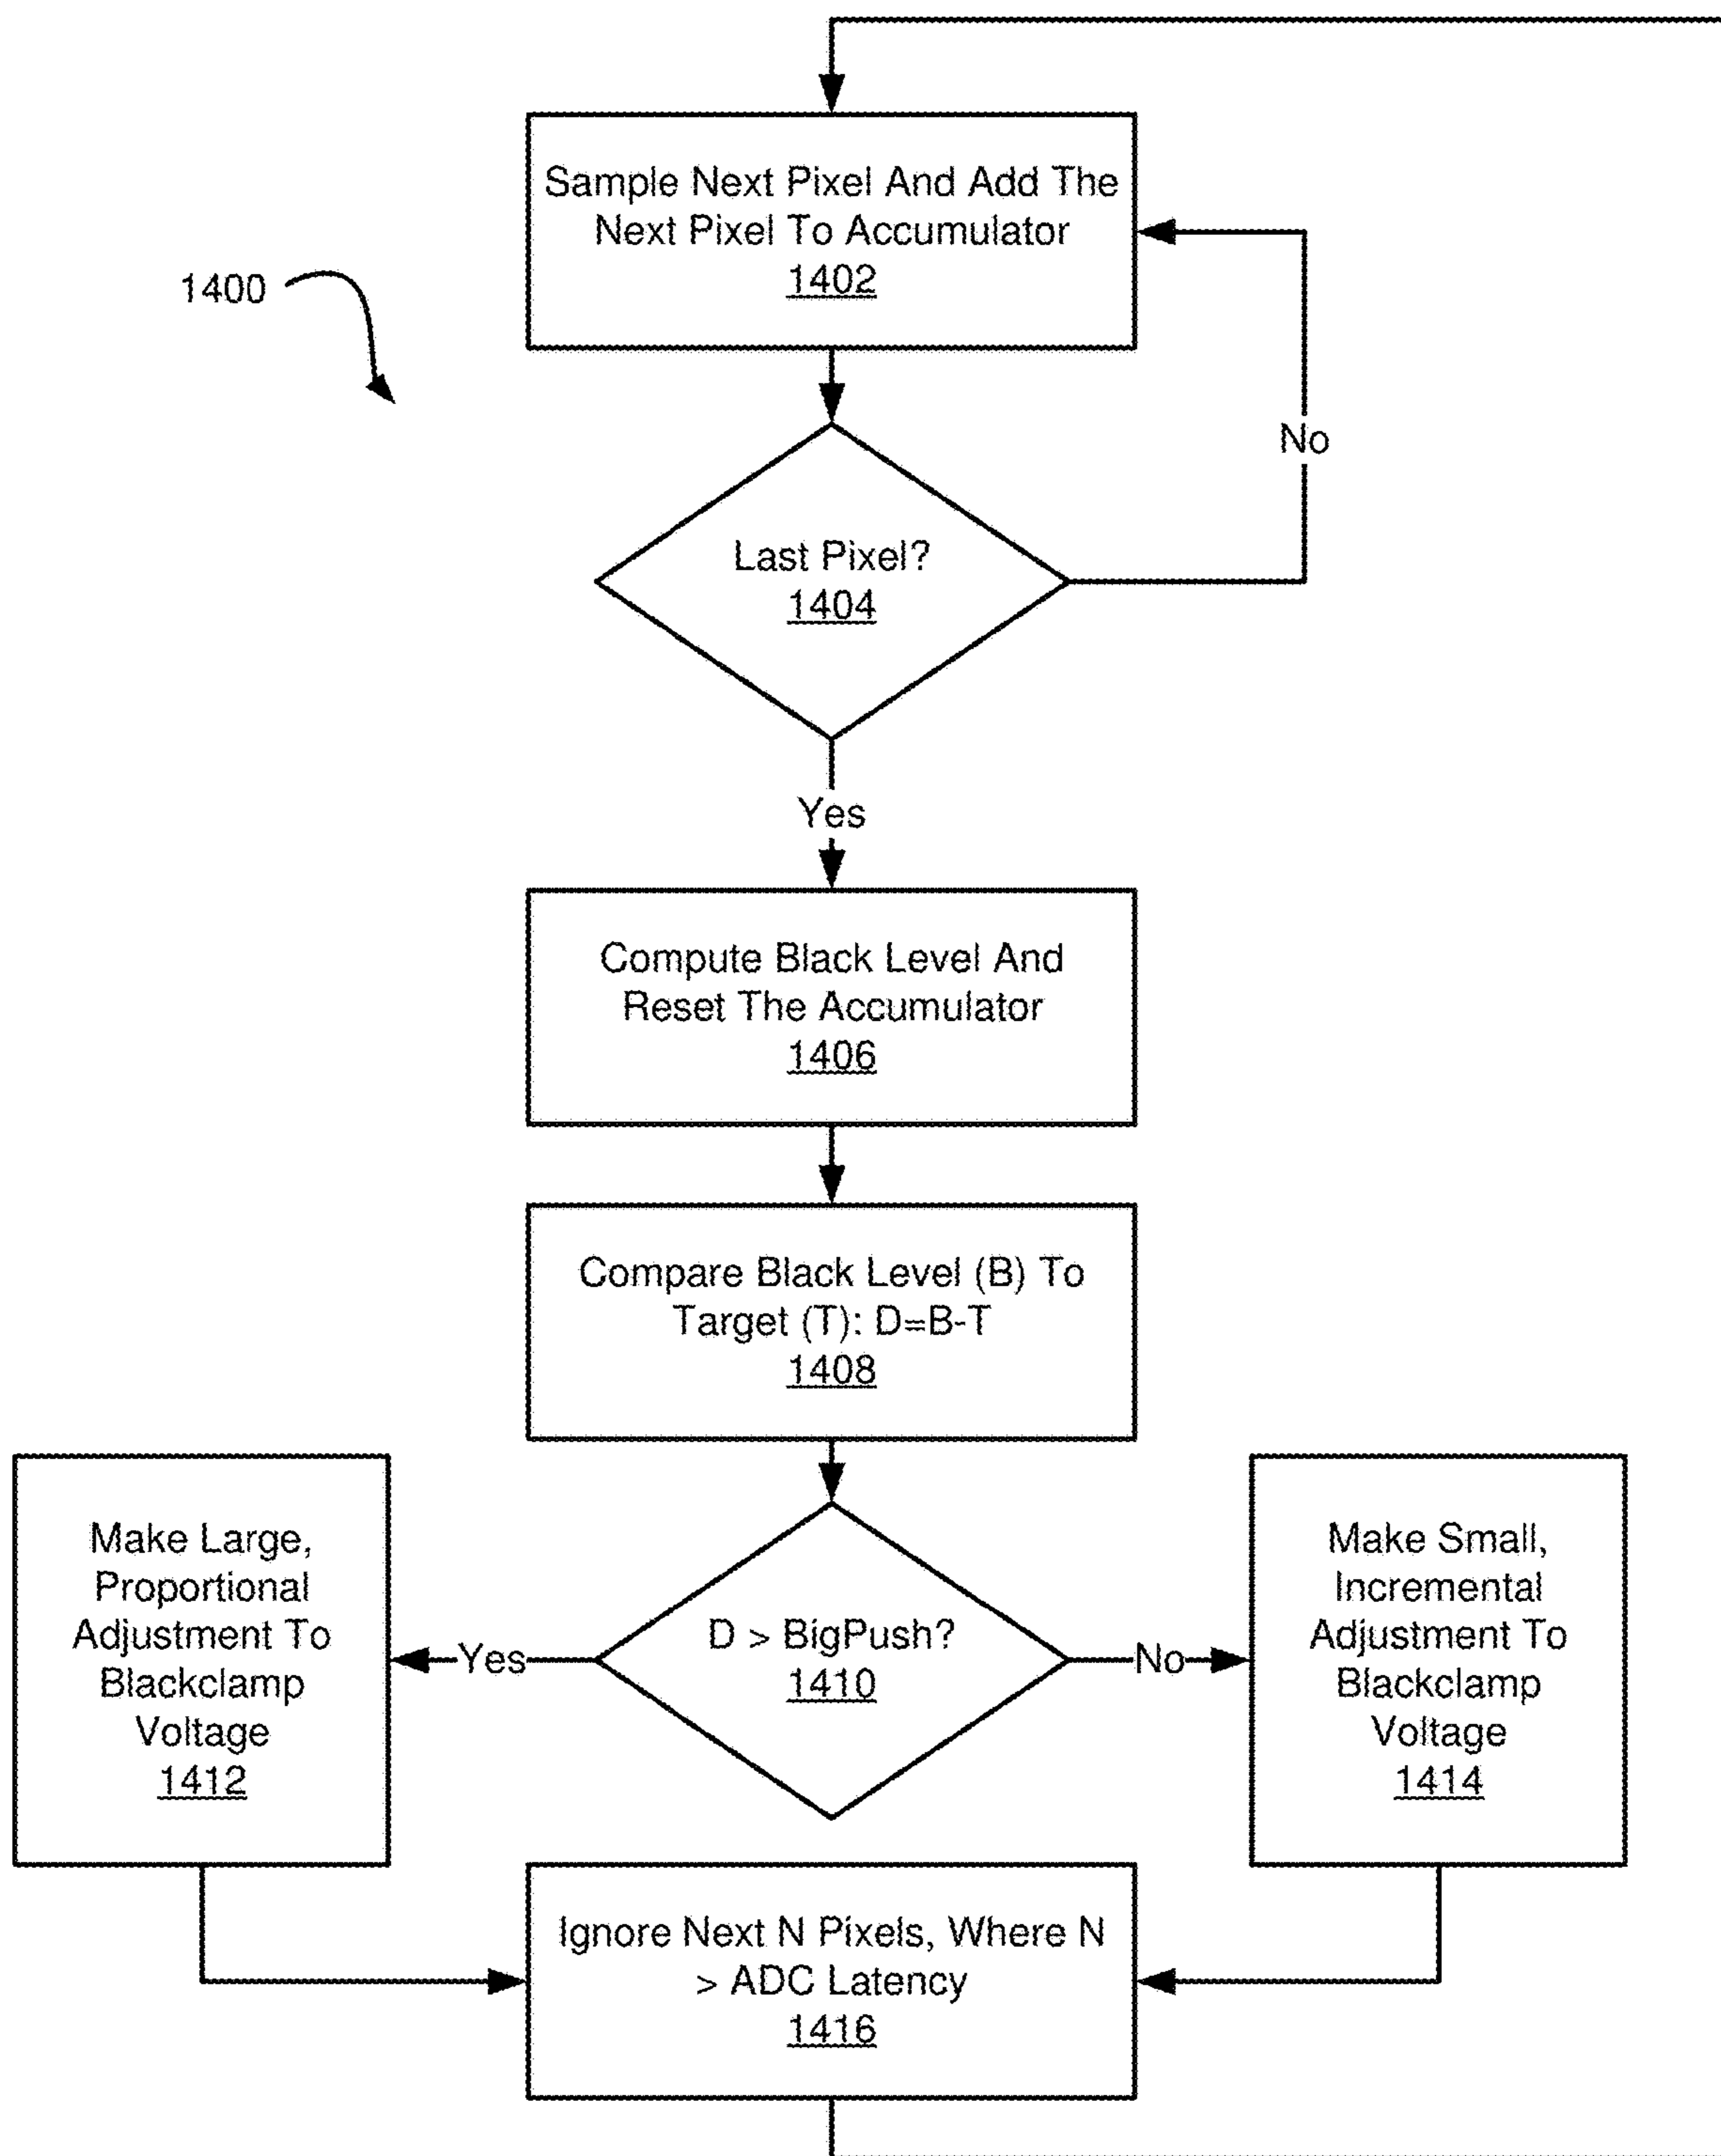 Sample Next Pixel And Add The
Next Pixel To Accumulator
1402
1400
No
Last Pixel?
1404
Yes
Compute Black Level And
Reset The Accumulator
1406
Compare Black Level (B) To
Target (T): D=B-T
1408
Make Large,
Proportional
Adjustment To
Blackclamp
Voltage
1412
Yes
D > BigPush?
1410
No
Make Small,
Incremental
Adjustment To
Blackclamp
Voltage
1414
Ignore Next N Pixels, Where N
> ADC Latency
1416